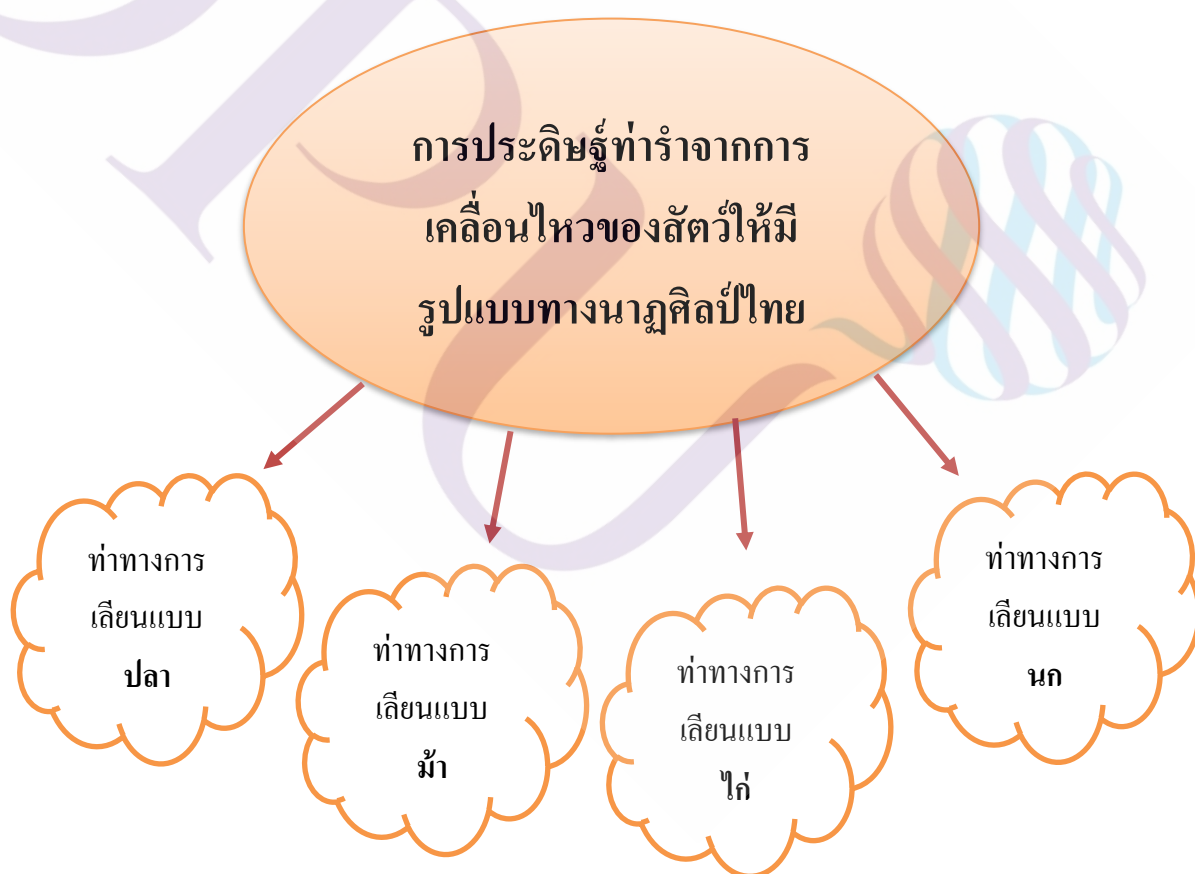 การประดิษฐ์ท่ารำจากการ
เคลื่อนไหวของสัตว์ให้มี
รูปแบบทางนาฏศิลป์ไทย
ท่าทางการ
เลียนแบบ
ปลา
ท่าทางการ
เลียนแบบ
ม้า
ท่าทางการ
เลียนแบบ
ไก่
ท่าทางการ
เลียนแบบ
นก